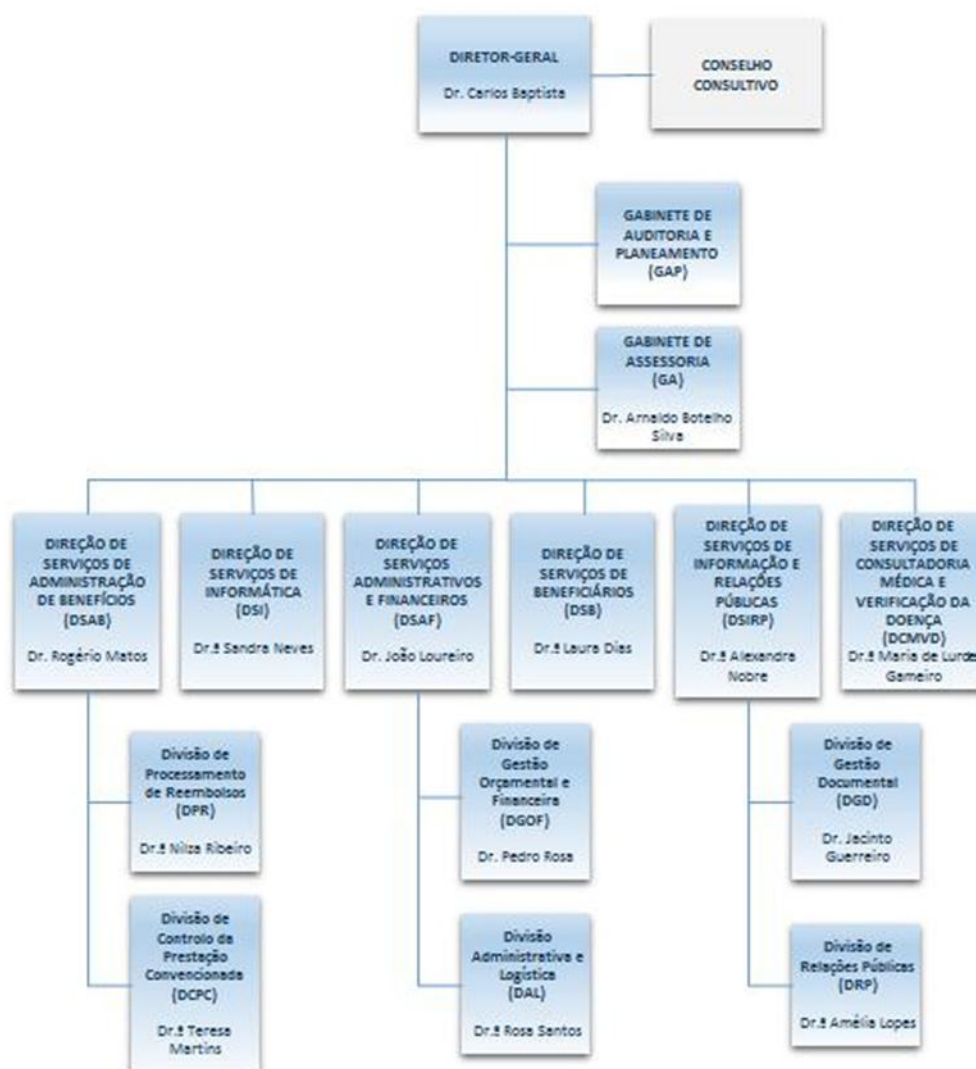 DIRETOR-GERAL
Dr. Carlos Baptista
CONSELHO
CONSULTIVO
GABINETE DE
AUDITORIA E
PLANEAMENTO
(GAP)
GABINETE DE
ASSESSORIA
(GA)
Dr. Arnaldo Botelho
Silva
DIREÇÃO DE
SERVIÇOS DE
ADMINISTRAÇÃO
DE BENEFÍCIOS
(DSAB)
Dr. Rogério Matos
DIREÇÃO DE
SERVIÇOS DE
INFORMÁTICA
(DSI)
Dr.ª Sandra Neves
DIREÇÃO DE
SERVIÇOS
ADMINISTRATIVOS
E FINANCEIROS
(DSAF)
Dr. João Loureiro
DIREÇÃO DE
SERVIÇOS DE
BENEFICIÁRIOS
(DSB)
Dr.ª Laura Dias
DIREÇÃO DE
SERVIÇOS DE
INFORMAÇÃO E
RELAÇÕES
PÚBLICAS
(DSIRP)
Dr.ª Alexandra
Nobre
DIREÇÃO DE
SERVIÇOS DE
CONSULTADORIA
MÉDICA E
VERIFICAÇÃO DA
DOENÇA
(DCMVD)
Dr.ª Maria de Lurdes
Gameiro
Divisão de
Processamento
de Reembolsos
(DPR)
Dr.ª Nilza Ribeiro
Divisão de
Controlo da
Prestação
Convencionada
(DCPC)
Dr.ª Teresa
Martins
Divisão de
Gestão
Orçamental e
Financeira
(DGOF)
Dr. Pedro Rosa
Divisão
Administrativa e
Logística
(DAL)
Dr.ª Rosa Santos
Divisão de
Gestão
Documental
(DGD)
Dr. Jacinto
Guerreiro
Divisão de
Relações Públicas
(DRP)
Dr.ª Amélia Lopes